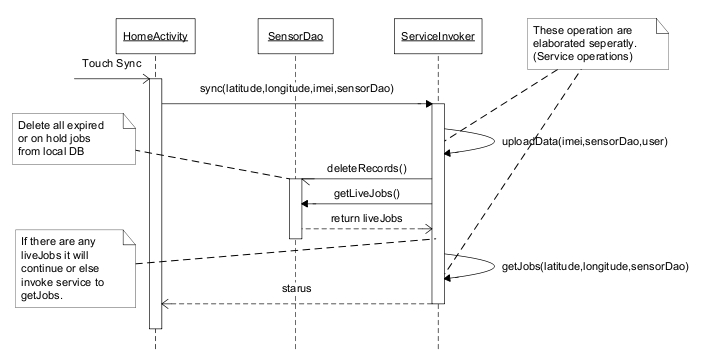 HomeActivity
SensorDao
ServiceInvoker
These operation are
elaborated seperatly.
(Service operations)
Touch Sync
sync(latitude,longitude,imei,sensorDao)
Delete all expired
or on hold jobs
from local DB
uploadData(imei,sensorDao,user)
deleteRecords()
getLiveJobs()
return liveJobs
If there are any
liveJobs it will
continue or else
invoke service to
getJobs.
getJobs(latitude,longitude,sensorDao)
starus